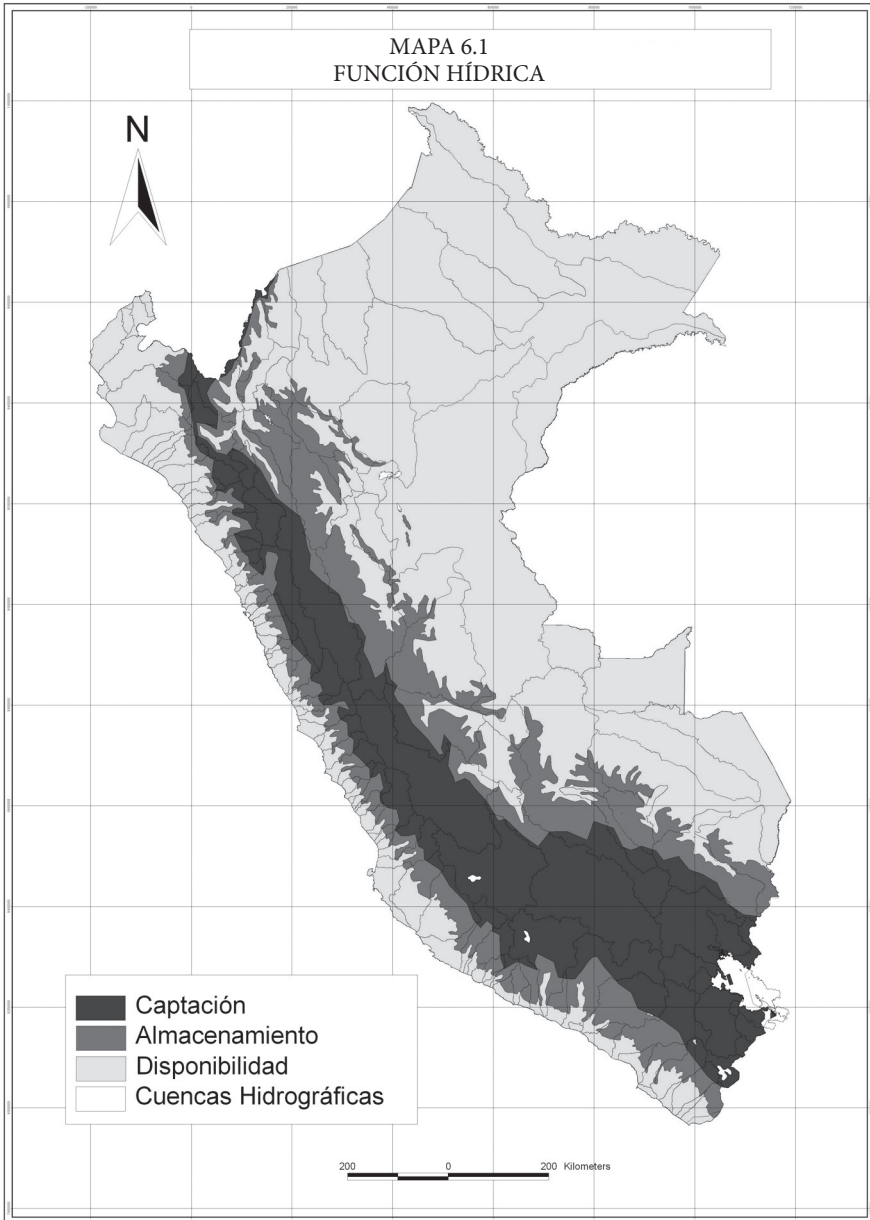 MAPA 6.1
FUNCIÓN HÍDRICA
N
Captación
Almacenamiento
Disponibilidad
Cuencas Hidrográficas
200 0 200 Kilometers